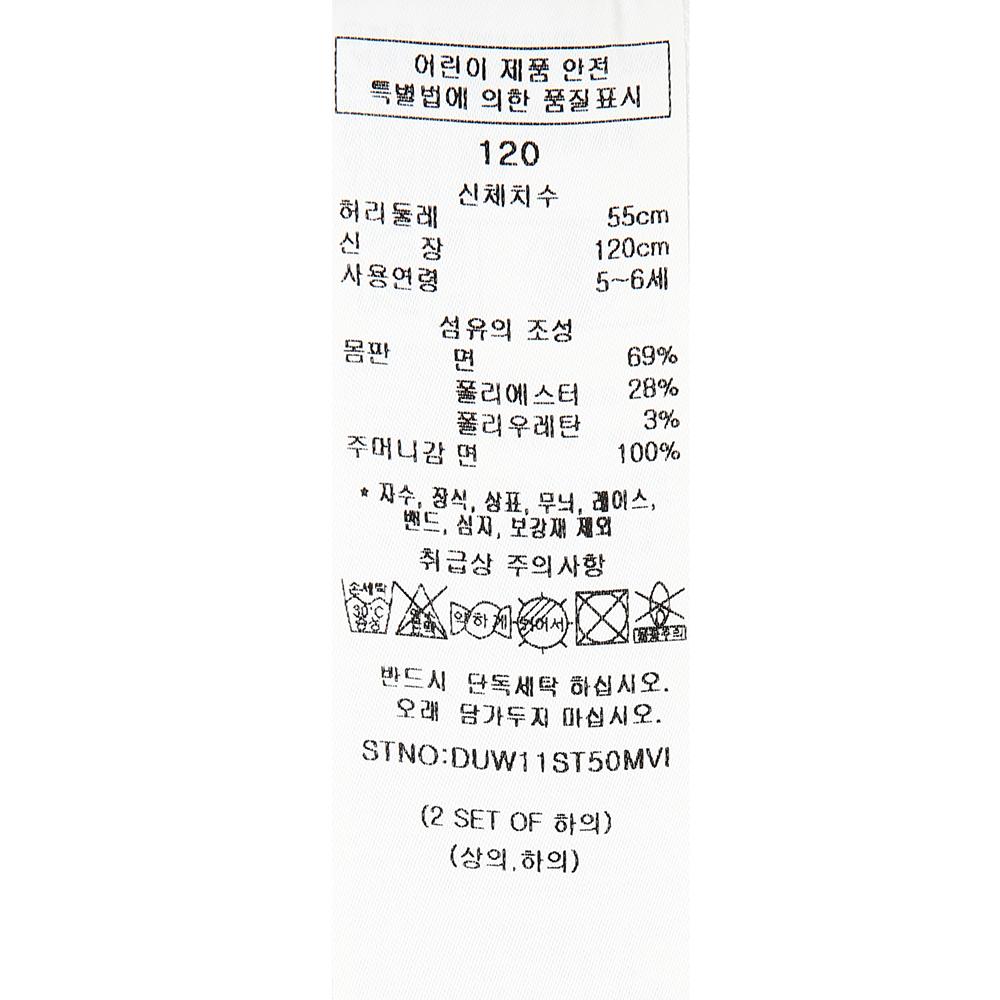 어린이 제품 안전
특별법에 의한 품질표시
120
신체치수
허리둘레 55cm
신 장 120cm
사용연령 5~6세
섬유의 조성
몸판 면 69%
폴리에스터 28%
폴리우레탄 3%
주머니감 면 100%
* 자수, 장식, 상표, 무늬, 레이스,
밴드, 심지, 보강재 제외
취급상 주의사항
손세탁
30°C
중성
약하게
뉘어서
반드시 단독세탁 하십시오.
오래 담가두지 마십시오.
STNO:DUW11ST50MVI
(2 SET OF 하의)
(상의,하의)